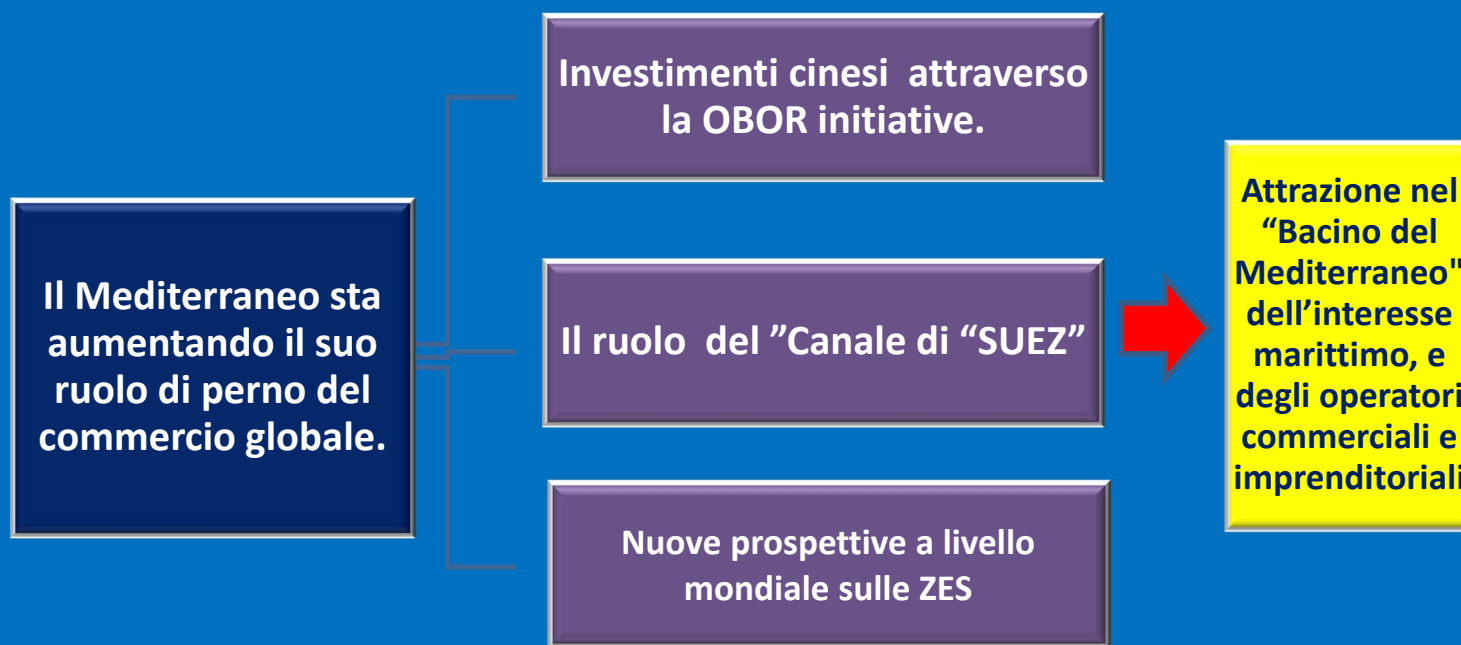 Il Mediterraneo sta
aumentando il suo
ruolo di perno del
commercio globale.
Investimenti cinesi attraverso
la OBOR initiative.
Il ruolo del ”Canale di “SUEZ”
Nuove prospettive a livello
mondiale sulle ZES
Attrazione nel
“Bacino del
Mediterraneo"
dell’interesse
marittimo, e
degli operatori
commerciali e
imprenditoriali